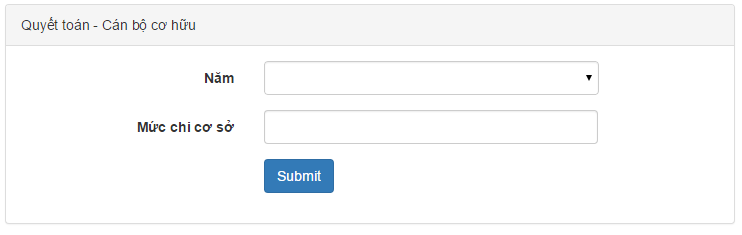 Quyết toán - Cán bộ cơ hữu
Năm
Mức chi cơ sở
Submit